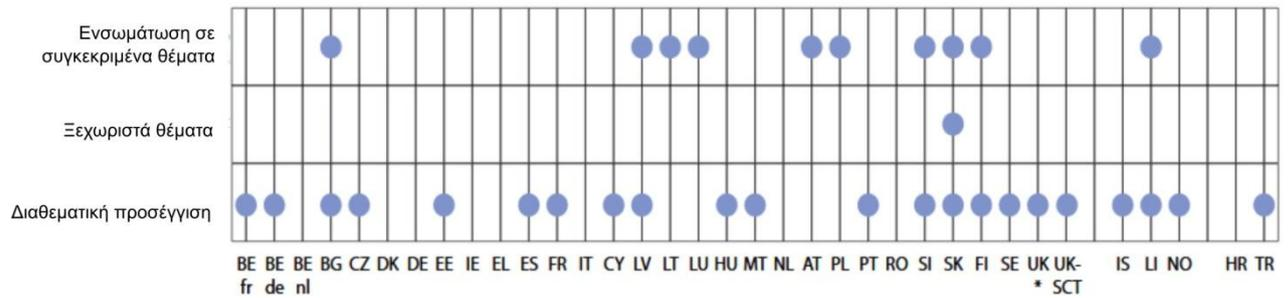 Ενσωμάτωση σε
συγκεκριμένα θέματα
Ξεχωριστά θέματα
Διαθεματική προσέγγιση
BE BE BE BG CZ DK DE EE IE EL ES FR IT CY LV LT LU HU MT NL AT PL PT RO SI SK FI SE UK UK- IS LI NO HR TR
fr de nl * SCT